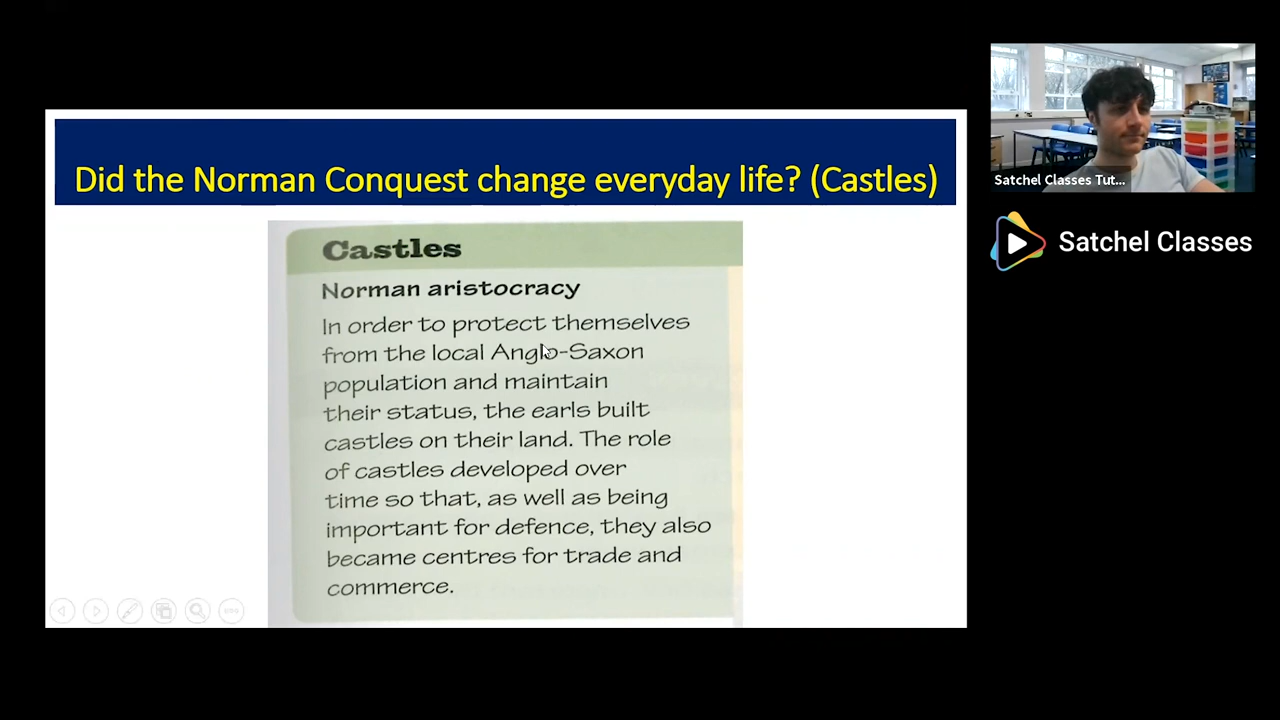 Did the Norman Conquest change everyday life? (Castles)
Castles
Norman aristocracy
In order to protect themselves
from the local Anglo-Saxon
population and maintain
their status, the earls built
castles on their land. The role
of castles developed over
time so that, as well as being
important for defence, they also
became centres for trade and
commerce.
Satchel Classes Tut...
Satchel Classes